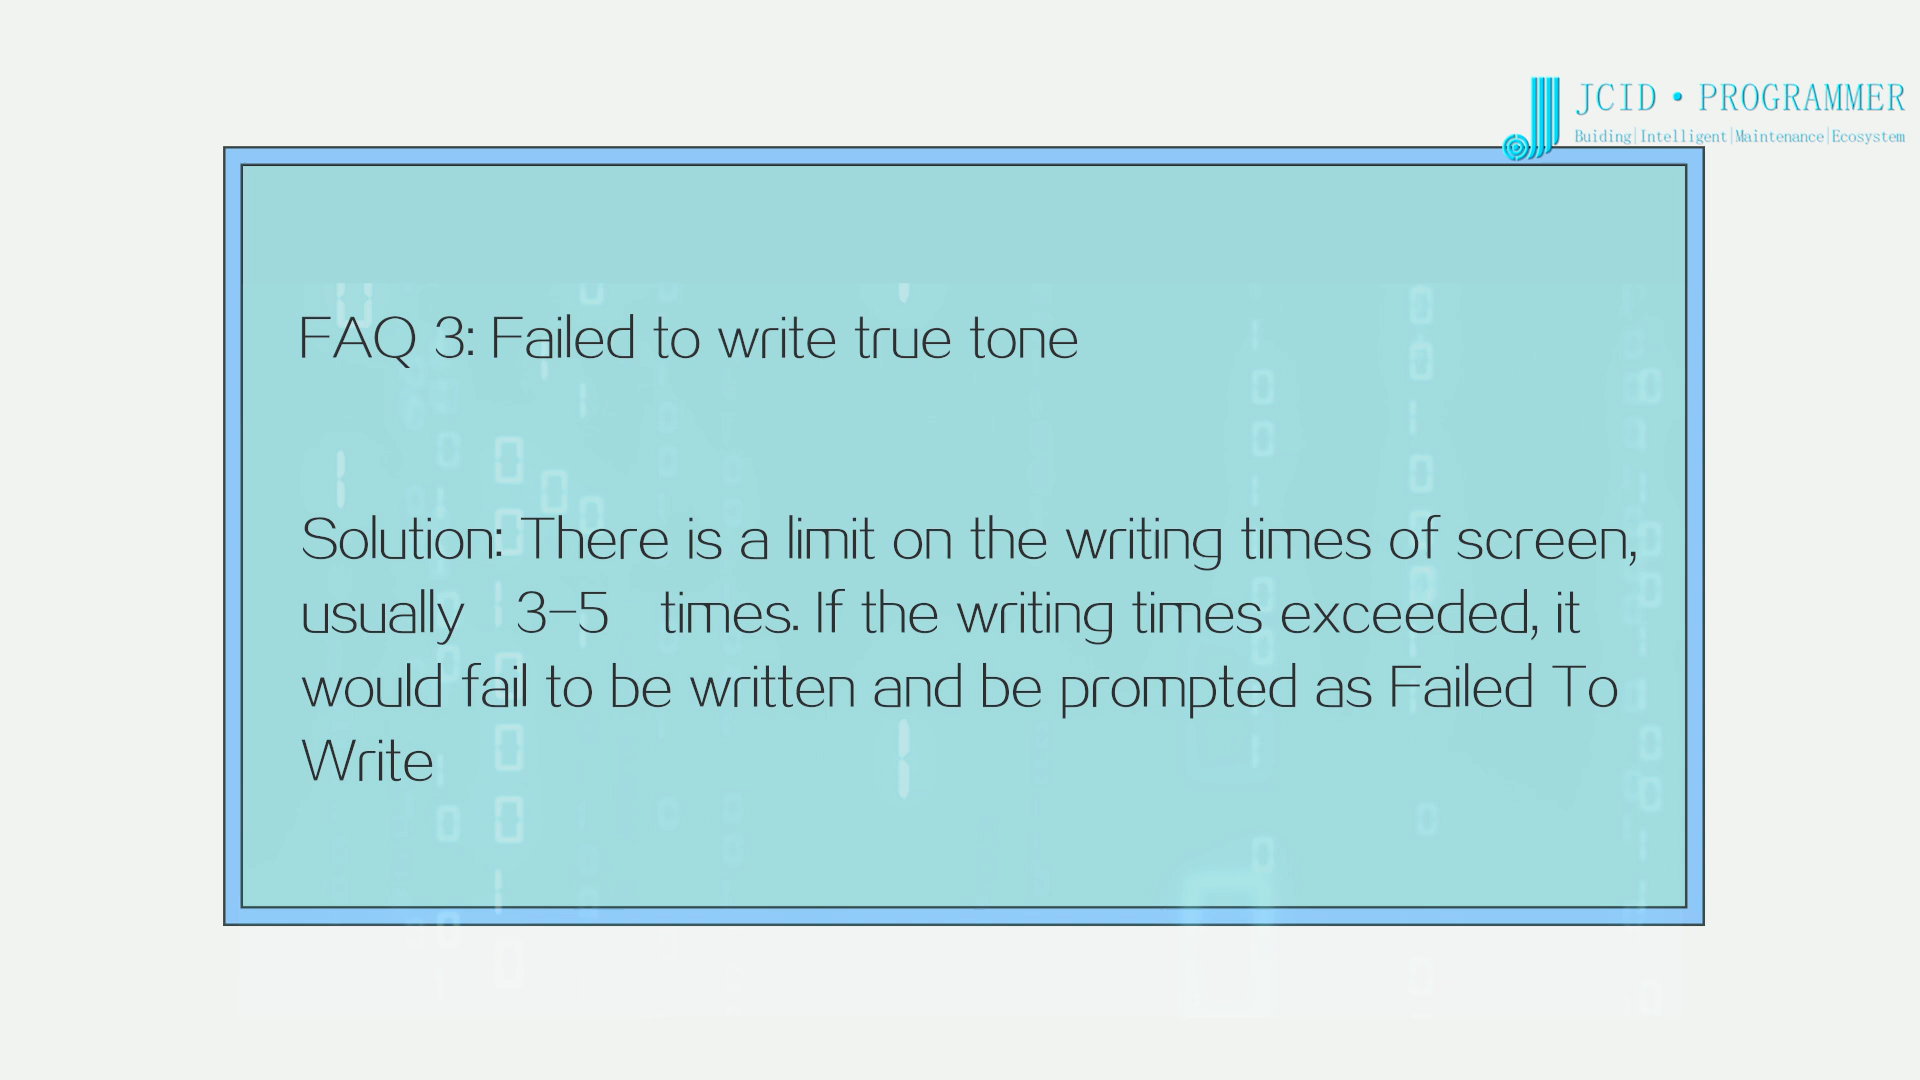 JCID・PROGRAMMER
Buiding|Intelligent|Maintenance|Ecosystem
FAQ 3: Failed to write true tone
Solution: There is a limit on the writing times of screen,
usually 3-5 times. If the writing times exceeded, it
would fail to be written and be prompted as Failed To
Write